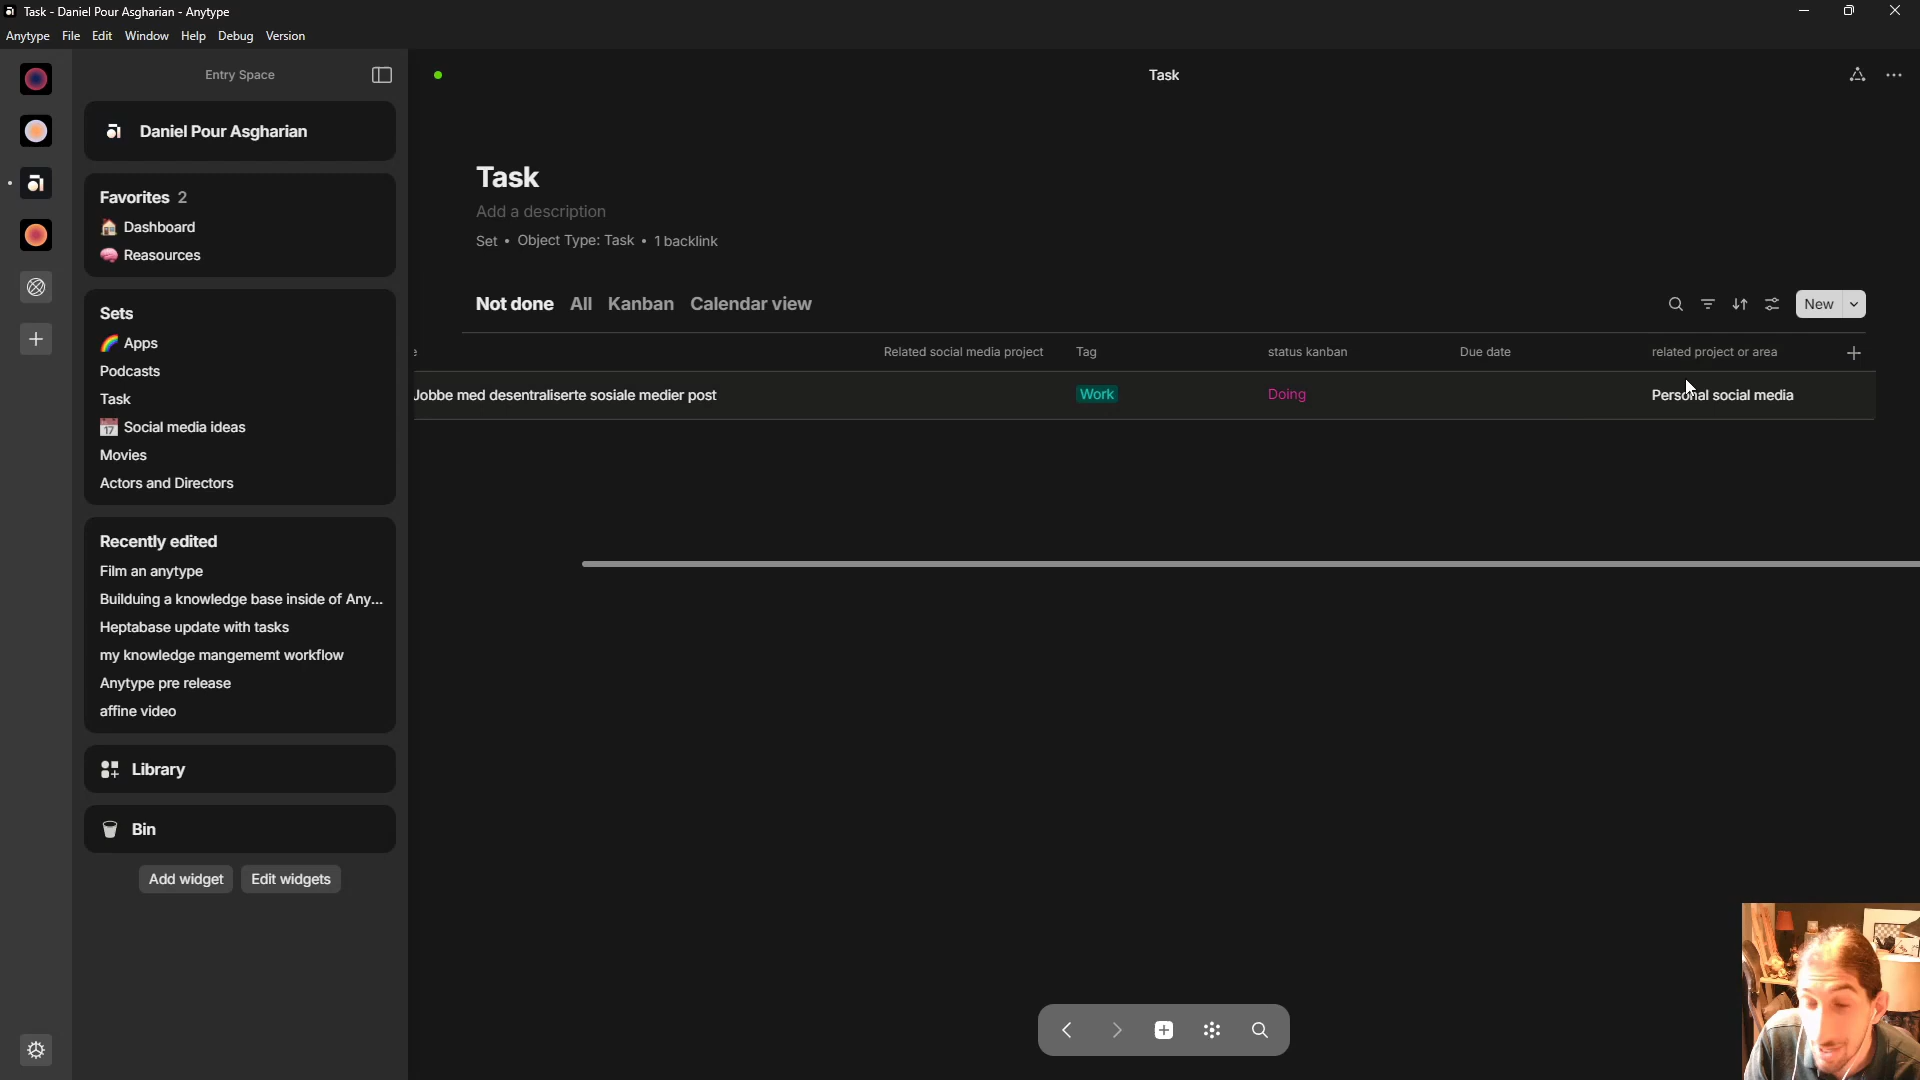 Task - Daniel Pour Asgharian - Anytype
Anytype File Edit Window Help Debug Version
Entry Space
Task
Daniel Pour Asgharian
Favorites 2
Dashboard
Reasources
Sets
Apps
Podcasts
Task
Social media ideas
Movies
Actors and Directors
Recently edited
Film an anytype
Builduing a knowledge base inside of Any...
Heptabase update with tasks
my knowledge mangememt workflow
Anytype pre release
affine video
Library
Bin
Add widget Edit widgets
Task
Add a description
Set • Object Type: Task • 1 backlink
Not done All Kanban Calendar view
New
Related social media project Tag status kanban Due date related project or area
Jobbe med desentraliserte sosiale medier post Work Doing Personal social media